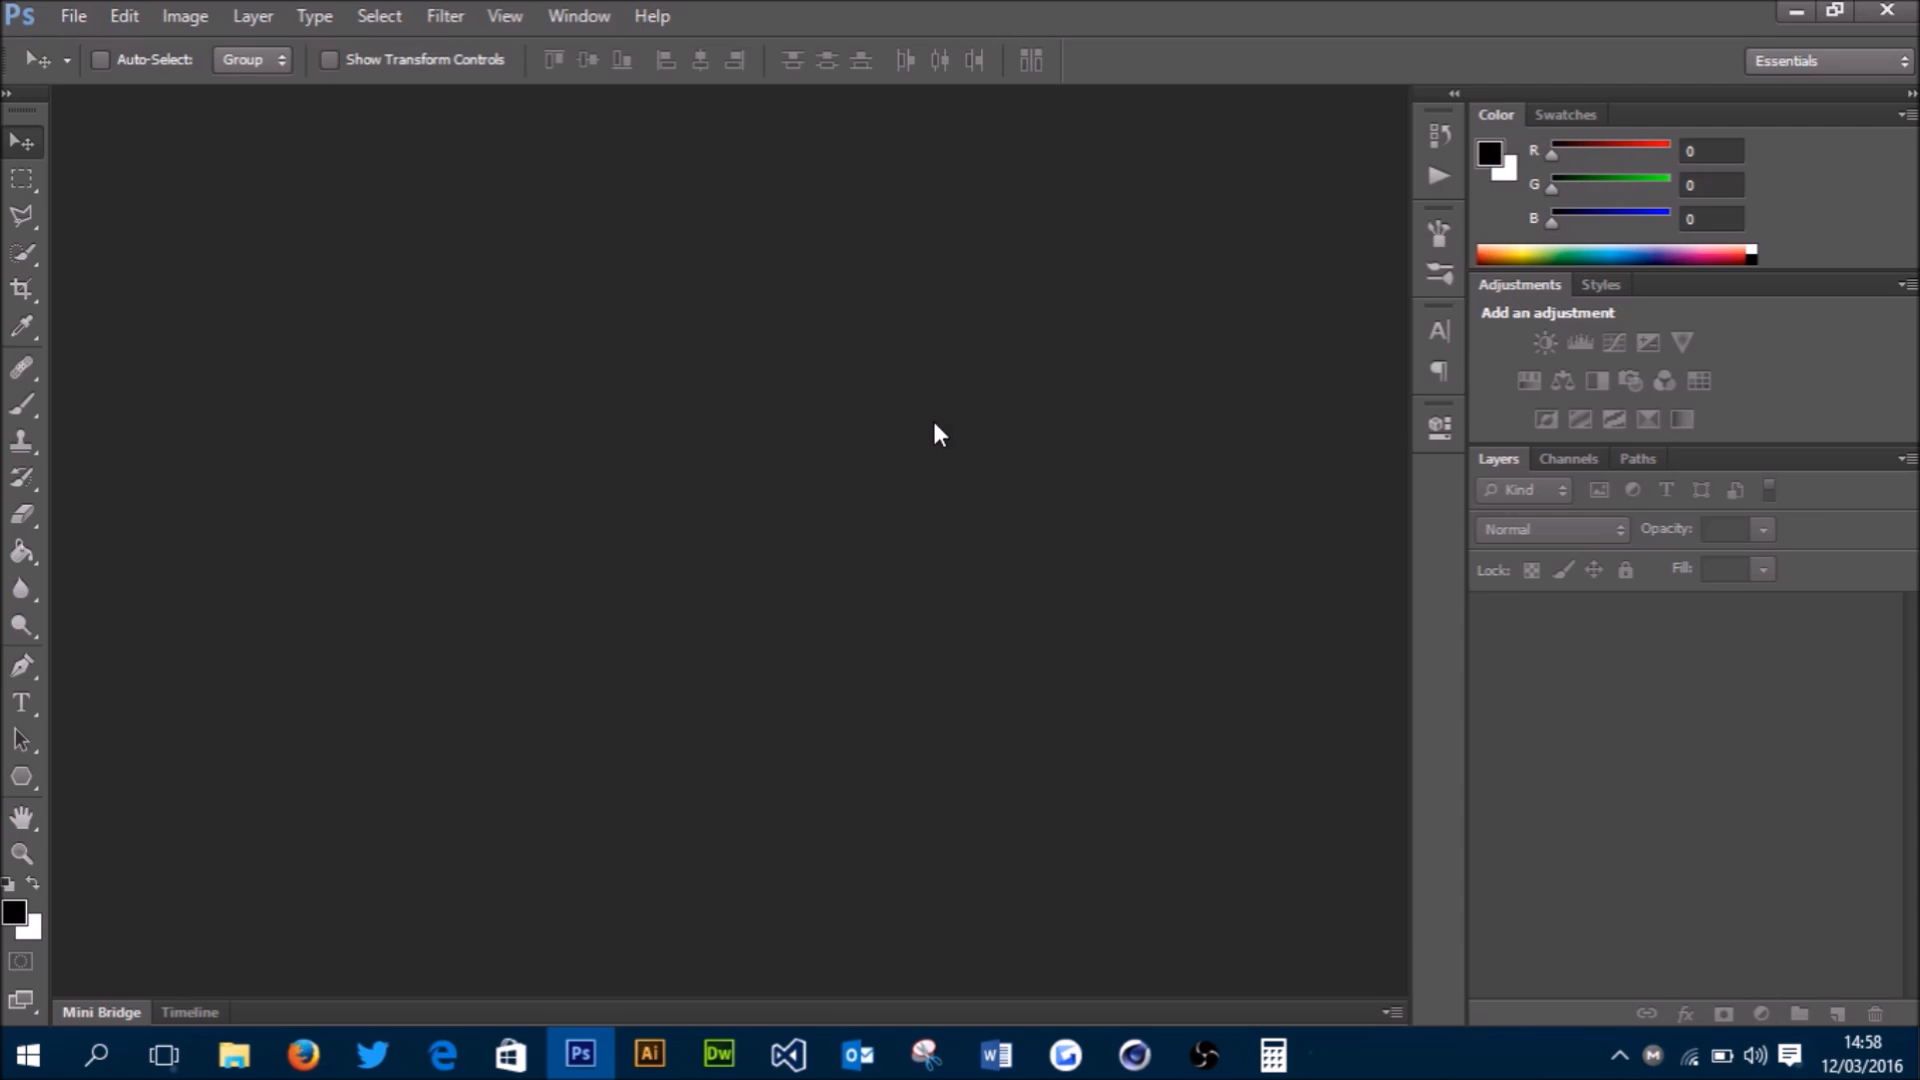 Ps File Edit Image Layer Type Select Filter View Window Help
Auto-Select: Group Show Transform Controls Essentials
Color Swatches
R 0
G 0
B 0
Adjustments Styles
Add an adjustment
Layers Channels Paths
Kind T
Normal Opacity:
Lock: Fill:
A
T
fx
Mini Bridge Timeline
Ps Ai Dw W M
14:58
12/03/2016